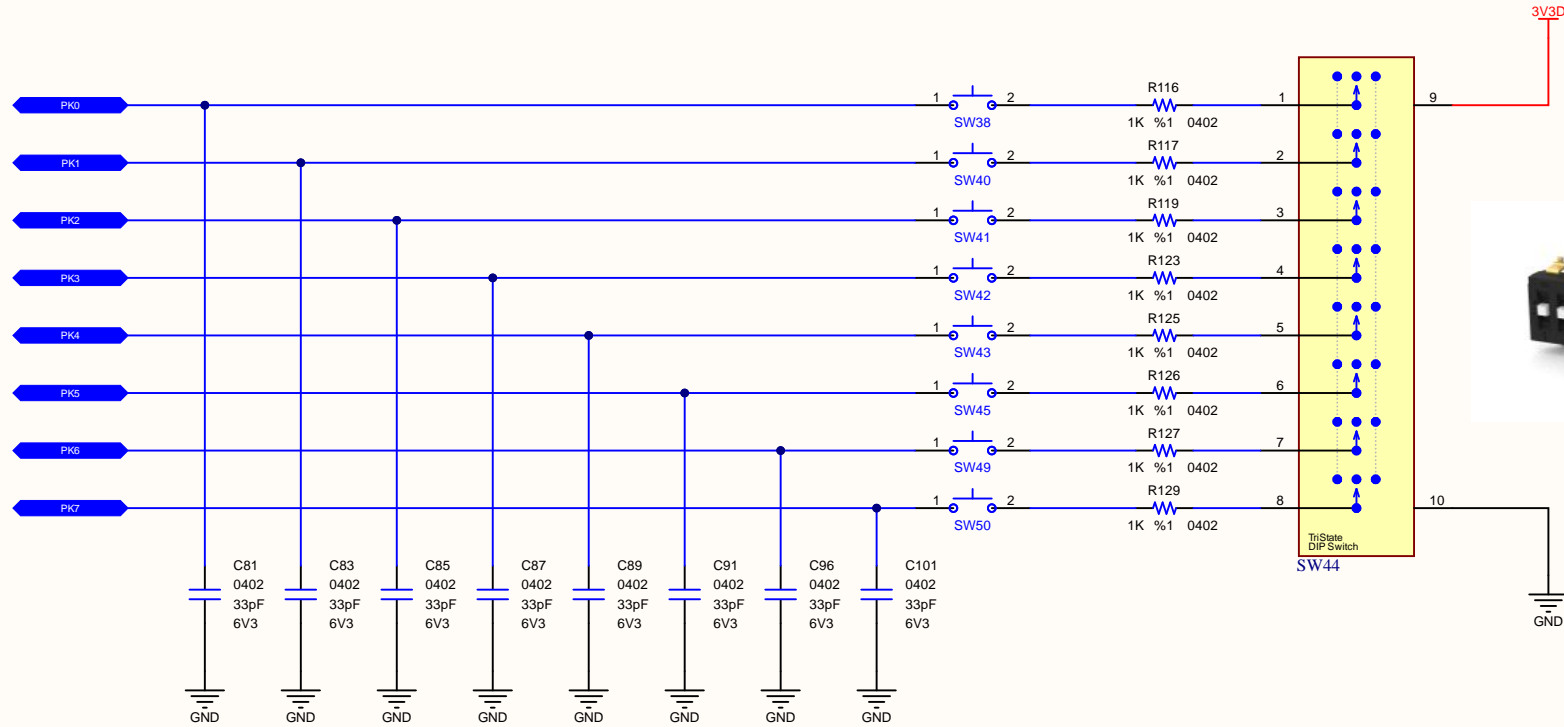 3V3D
PK0
1
2
SW38
R116
1K %1 0402
1
9
PK1
1
2
SW40
R117
1K %1 0402
2
PK2
1
2
SW41
R119
1K %1 0402
3
PK3
1
2
SW42
R123
1K %1 0402
4
PK4
1
2
SW43
R125
1K %1 0402
5
PK5
1
2
SW45
R126
1K %1 0402
6
PK6
1
2
SW49
R127
1K %1 0402
7
PK7
1
2
SW50
R129
1K %1 0402
8
10
TriState
DIP Switch
SW44
GND
C81
0402
33pF
6V3
GND
C83
0402
33pF
6V3
GND
C85
0402
33pF
6V3
GND
C87
0402
33pF
6V3
GND
C89
0402
33pF
6V3
GND
C91
0402
33pF
6V3
GND
C96
0402
33pF
6V3
GND
C101
0402
33pF
6V3
GND